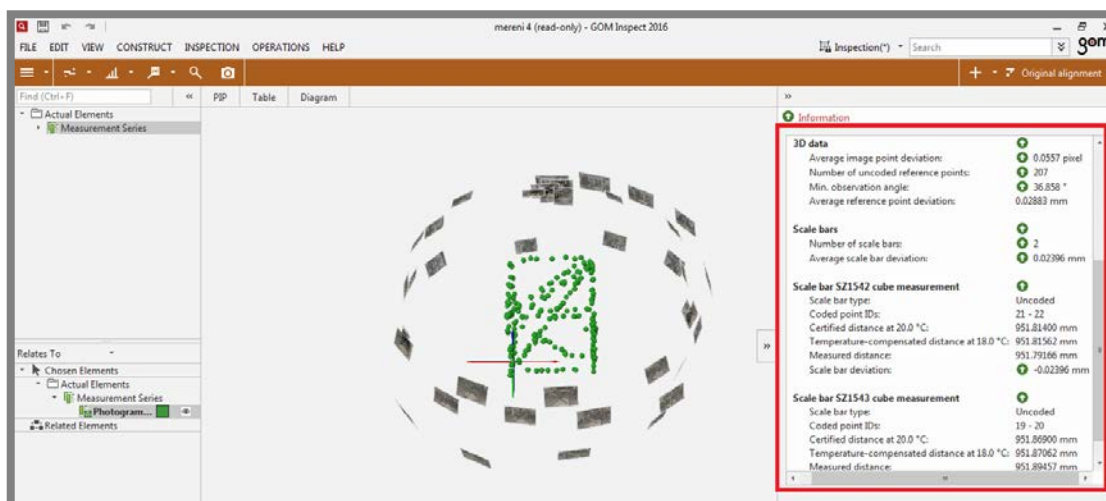 mereni 4 (read-only) - GOM Inspect 2016
FILE EDIT VIEW CONSTRUCT INSPECTION OPERATIONS HELP
Inspection(*) Search
gom
Original alignment
Find (Ctrl+F) PIP Table Diagram
Actual Elements
Measurement Series
Information
3D data
Average image point deviation: 0.0557 pixel
Number of uncoded reference points: 207
Min. observation angle: 36.858 °
Average reference point deviation: 0.02883 mm
Scale bars
Number of scale bars: 2
Average scale bar deviation: 0.02396 mm
Scale bar SZ1542 cube measurement
Scale bar type: Uncoded
Coded point IDs: 21 - 22
Certified distance at 20.0 °C: 951.81400 mm
Temperature-compensated distance at 18.0 °C: 951.81562 mm
Measured distance: 951.79166 mm
Scale bar deviation: -0.02396 mm
Scale bar SZ1543 cube measurement
Scale bar type: Uncoded
Coded point IDs: 19 - 20
Certified distance at 20.0 °C: 951.86900 mm
Temperature-compensated distance at 18.0 °C: 951.87062 mm
Measured distance: 951.89457 mm
Relates To
Chosen Elements
Actual Elements
Measurement Series
Photogram...
Related Elements